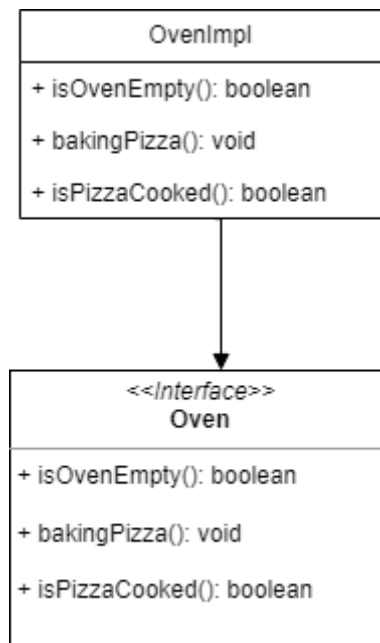 OvenImpl
+ isOvenEmpty(): boolean
+ bakingPizza(): void
+ isPizzaCooked(): boolean
<<Interface>>
Oven
+ isOvenEmpty(): boolean
+ bakingPizza(): void
+ isPizzaCooked(): boolean